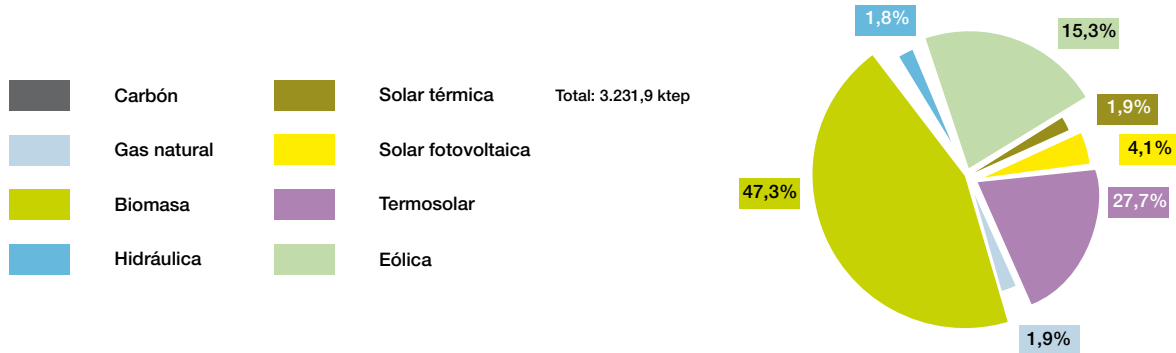 Carbón
Gas natural
Biomasa
Hidráulica
Solar térmica
Solar fotovoltaica
Termosolar
Eólica
Total: 3.231,9 ktep
1,8%
15,3%
1,9%
4,1%
27,7%
1,9%
47,3%